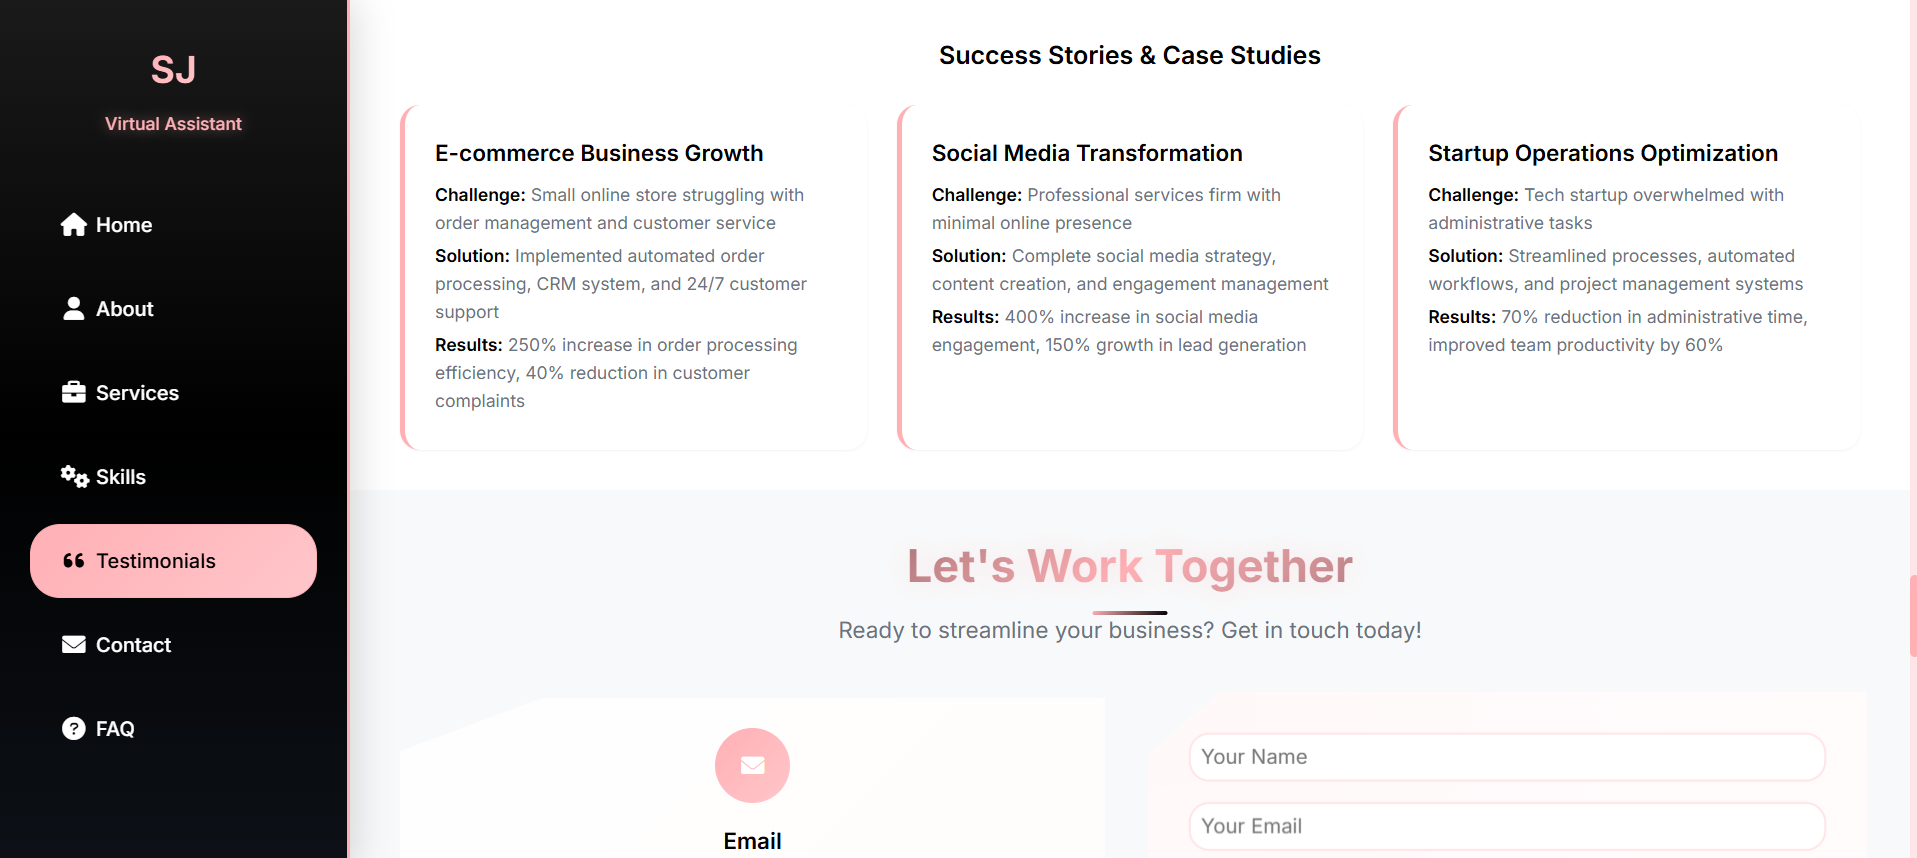 SJ
Virtual Assistant
Home
About
Services
Skills
Testimonials
Contact
FAQ
Success Stories & Case Studies
E-commerce Business Growth
Challenge: Small online store struggling with
order management and customer service
Solution: Implemented automated order
processing, CRM system, and 24/7 customer
support
Results: 250% increase in order processing
efficiency, 40% reduction in customer
complaints
Social Media Transformation
Challenge: Professional services firm with
minimal online presence
Solution: Complete social media strategy,
content creation, and engagement management
Results: 400% increase in social media
engagement, 150% growth in lead generation
Startup Operations Optimization
Challenge: Tech startup overwhelmed with
administrative tasks
Solution: Streamlined processes, automated
workflows, and project management systems
Results: 70% reduction in administrative time,
improved team productivity by 60%
Let's Work Together
Ready to streamline your business? Get in touch today!
Email
Your Name
Your Email